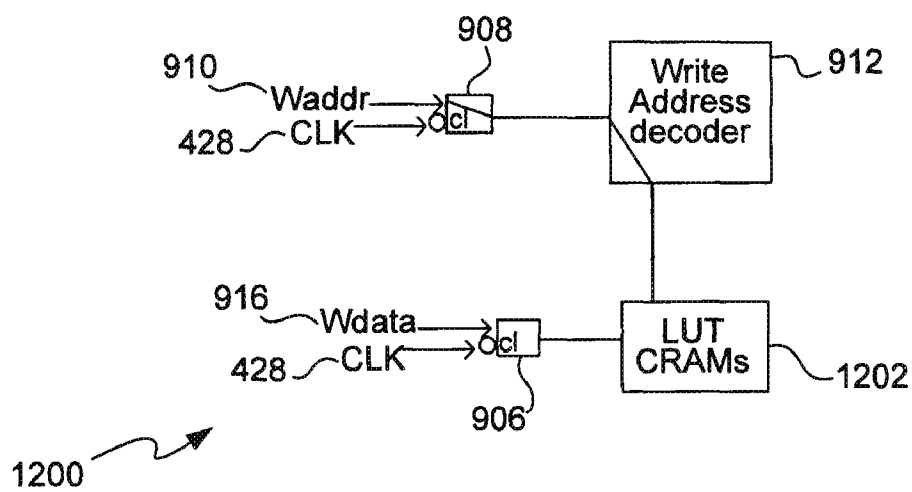 908
910
Waddr
cl
428
CLK
Write
Address
decoder
912
916
Wdata
cl
428
CLK
906
LUT
CRAMs
1202
1200